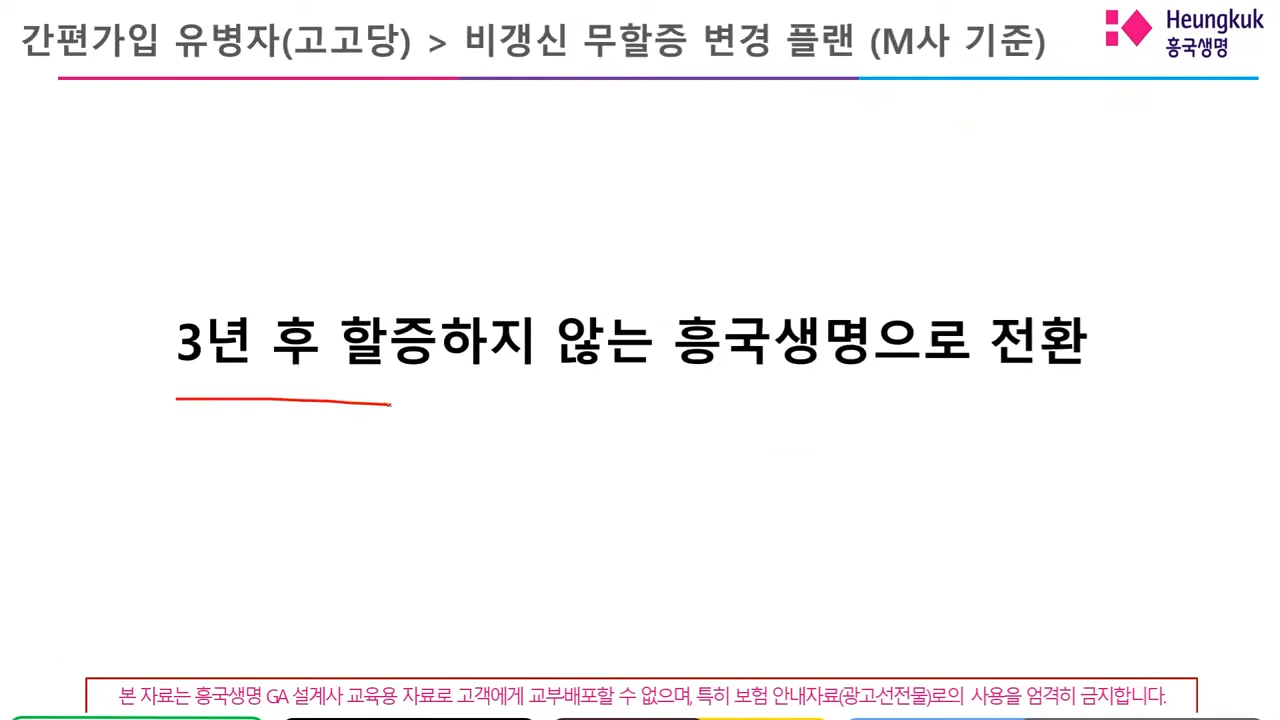 간편가입 유병자(고고당) > 비갱신 무할증 변경 플랜 (M사 기준)
Heungkuk
흥국생명
3년 후 할증하지 않는 흥국생명으로 전환
본 자료는 흥국생명 GA 설계사 교육용 자료로 고객에게 교부배포할 수 없으며, 특히 보험 안내자료(광고선전물)로의 사용을 엄격히 금지합니다.